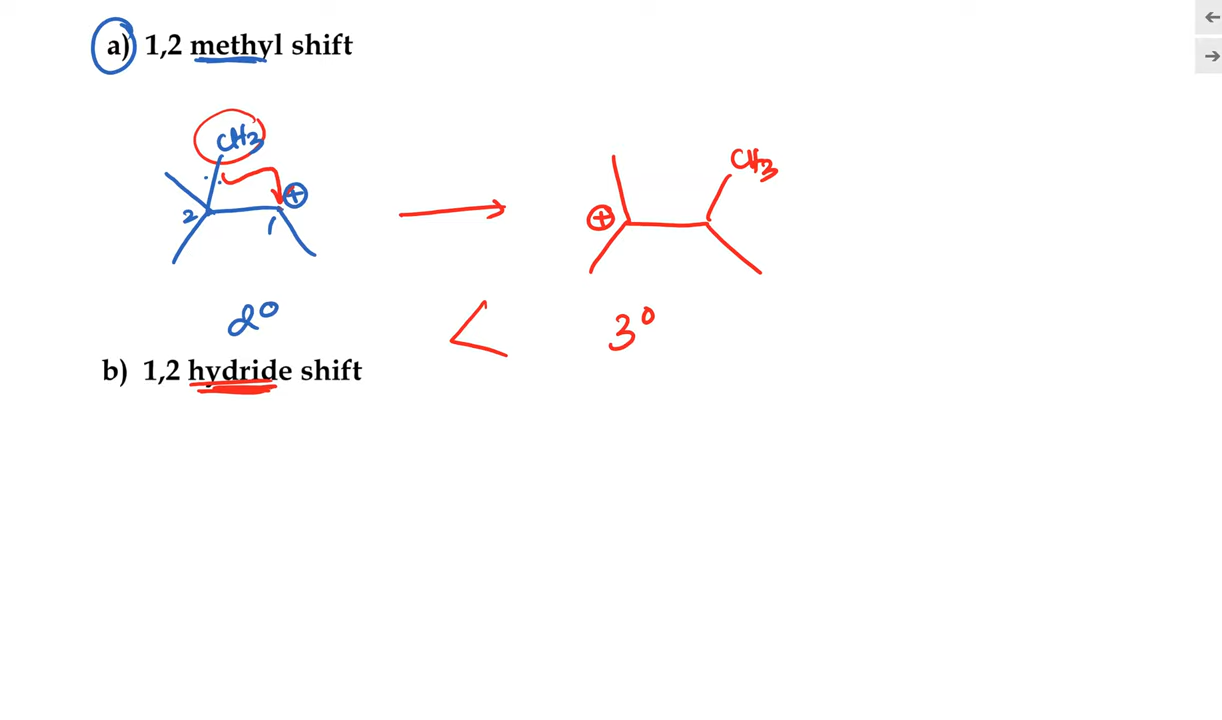 a) 1,2 methyl shift
CH3
CH3
⊕
⊕
2
1
2° < 3°
b) 1,2 hydride shift